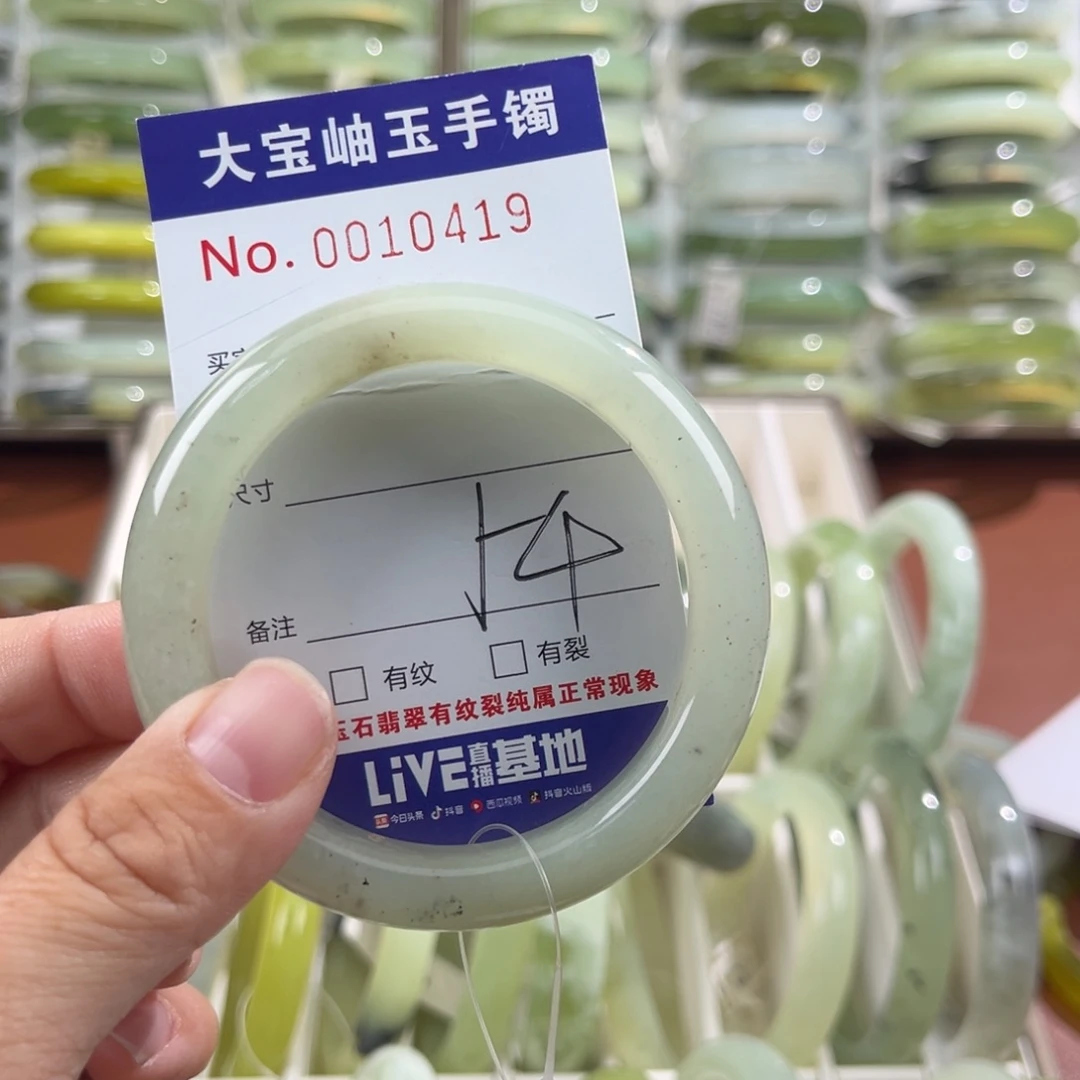 大宝岫玉手镯
No. 0010419
买
尺寸
备注
有纹 有裂
玉石翡翠有纹裂纯属正常现象
LiVE直播基地
今日头条 抖音 西瓜视频 抖音火山版